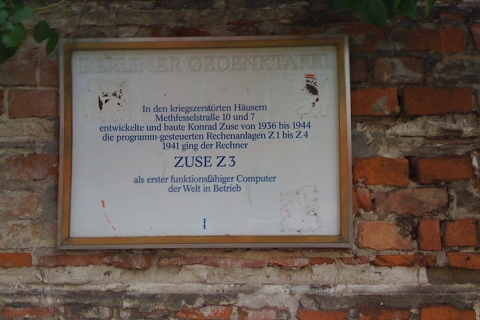 BERLINER GEDENKTAFEL
In den kriegszerstörten Häusern
Methfesselstraße 10 und 7
entwickelte und baute Konrad Zuse von 1936 bis 1944
die programm-gesteuerten Rechenanlagen Z 1 bis Z 4
1941 ging der Rechner
ZUSE Z 3
als erster funktionsfähiger Computer
der Welt in Betrieb